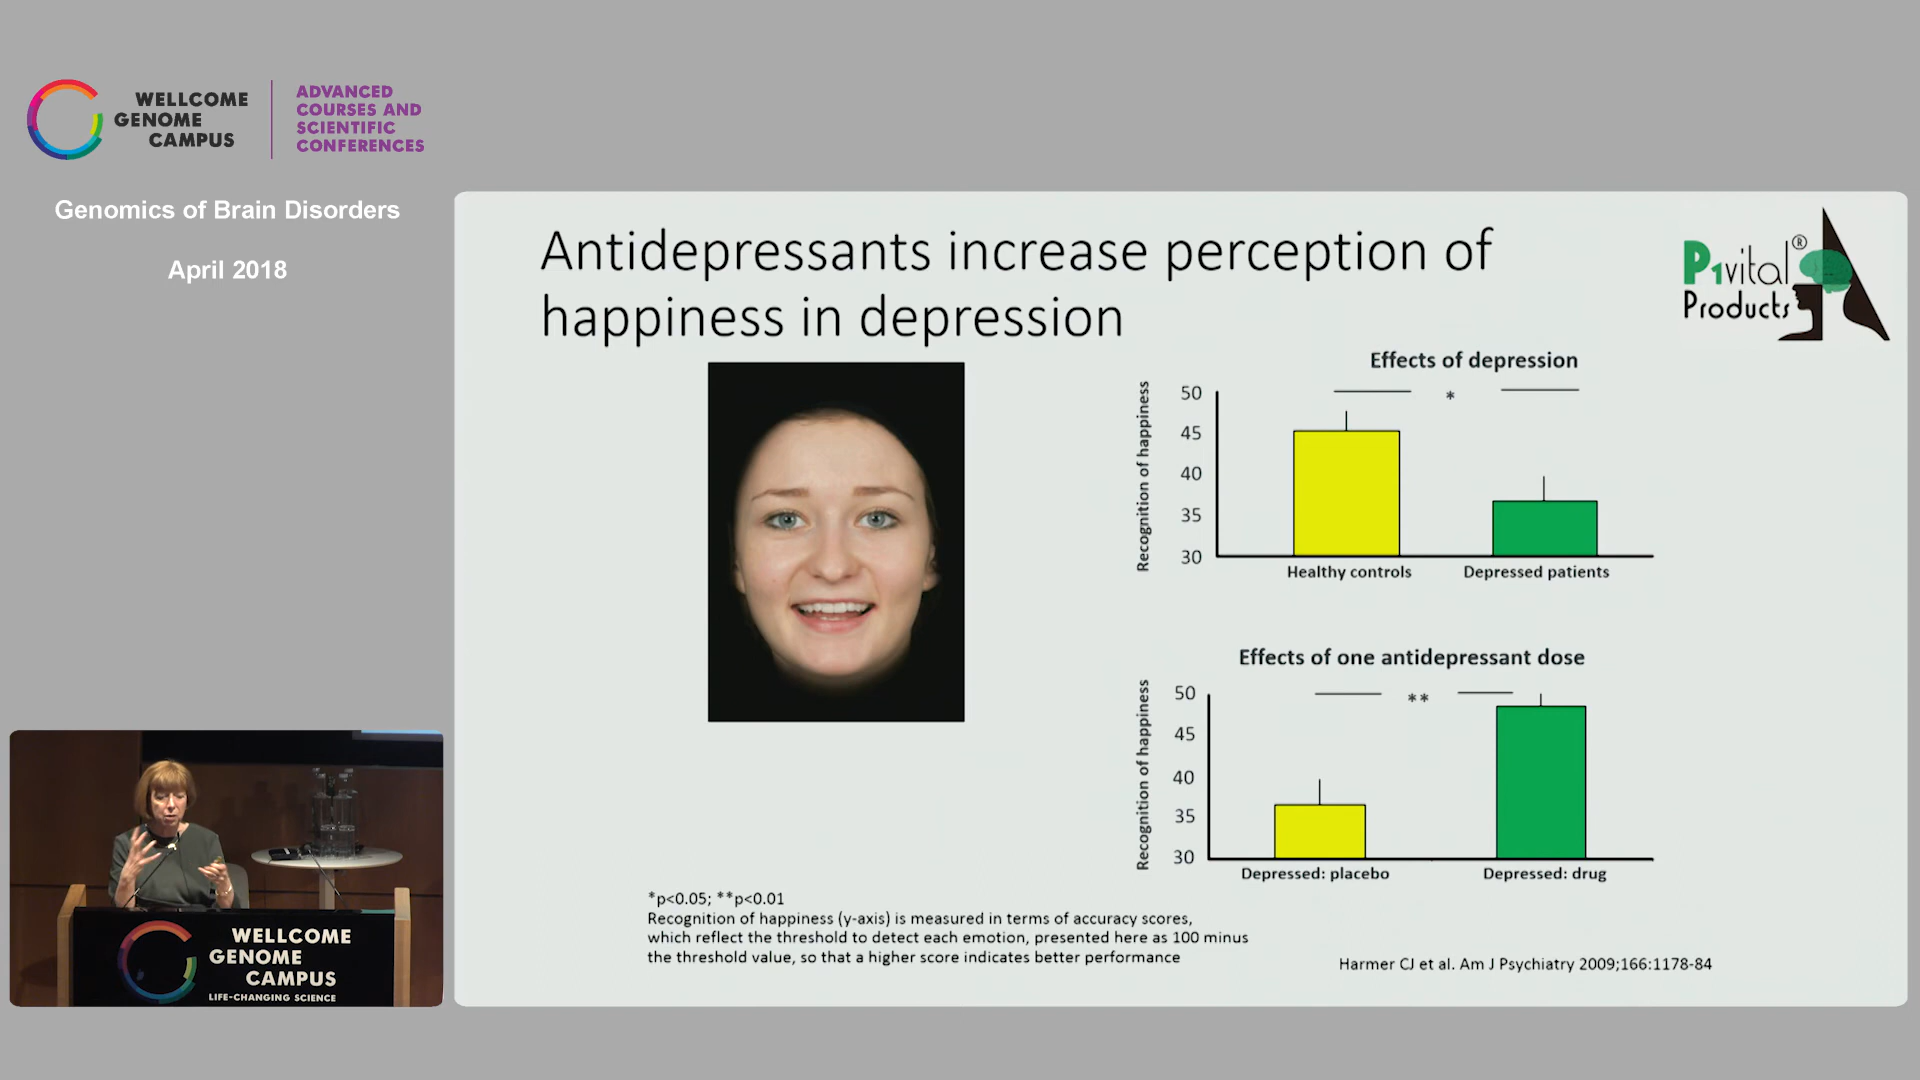 WELLCOME
GENOME
CAMPUS
ADVANCED
COURSES AND
SCIENTIFIC
CONFERENCES
Genomics of Brain Disorders
April 2018
Antidepressants increase perception of
happiness in depression
P1vital®
Products
Effects of depression
Recognition of happiness
50
*
45
40
35
30
Healthy controls Depressed patients
Effects of one antidepressant dose
Recognition of happiness
50
**
45
40
35
30
Depressed: placebo Depressed: drug
*p<0.05; **p<0.01
Recognition of happiness (y-axis) is measured in terms of accuracy scores,
which reflect the threshold to detect each emotion, presented here as 100 minus
the threshold value, so that a higher score indicates better performance
Harmer CJ et al. Am J Psychiatry 2009;166:1178-84
WELLCOME
GENOME
CAMPUS
LIFE-CHANGING SCIENCE